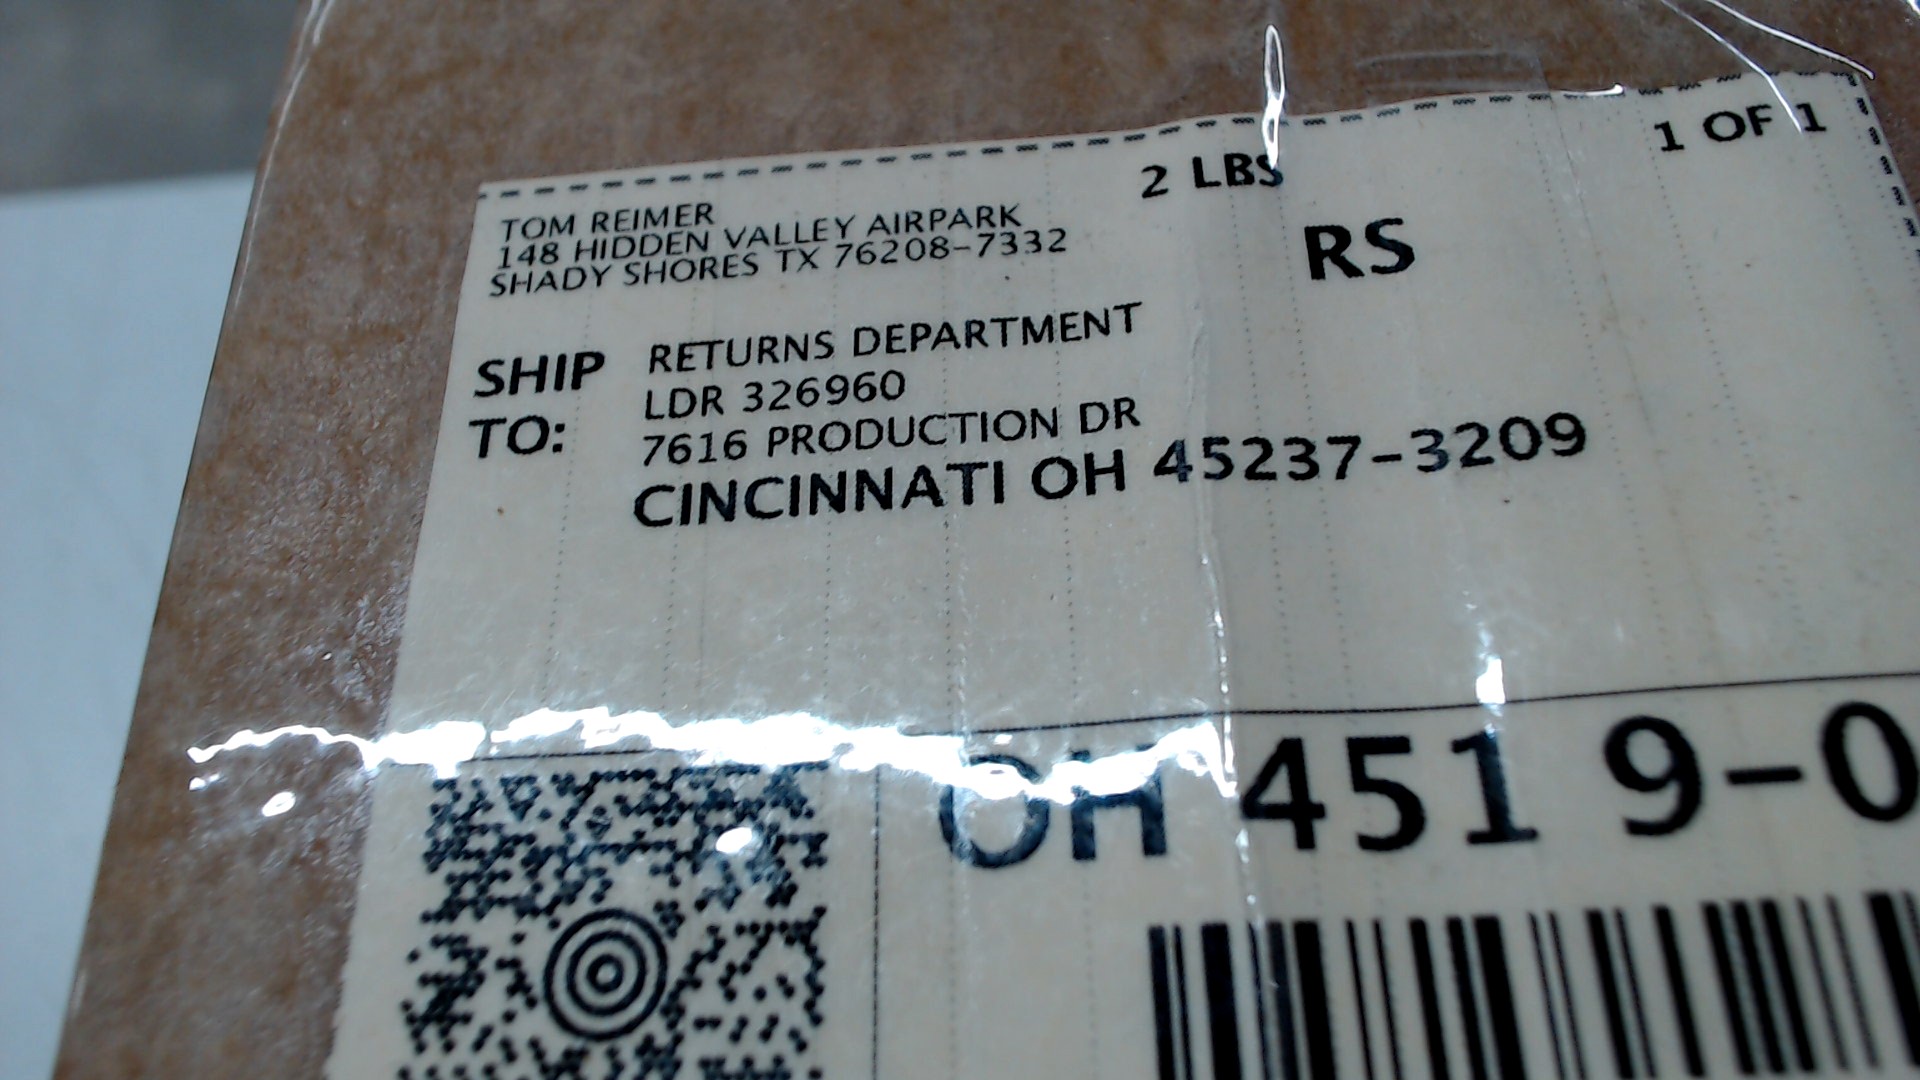 2 LBS
1 OF 1
TOM REIMER
148 HIDDEN VALLEY AIRPARK
SHADY SHORES TX 76208-7332
RS
SHIP TO:
RETURNS DEPARTMENT
LDR 326960
7616 PRODUCTION DR
CINCINNATI OH 45237-3209
OH 451 9-0